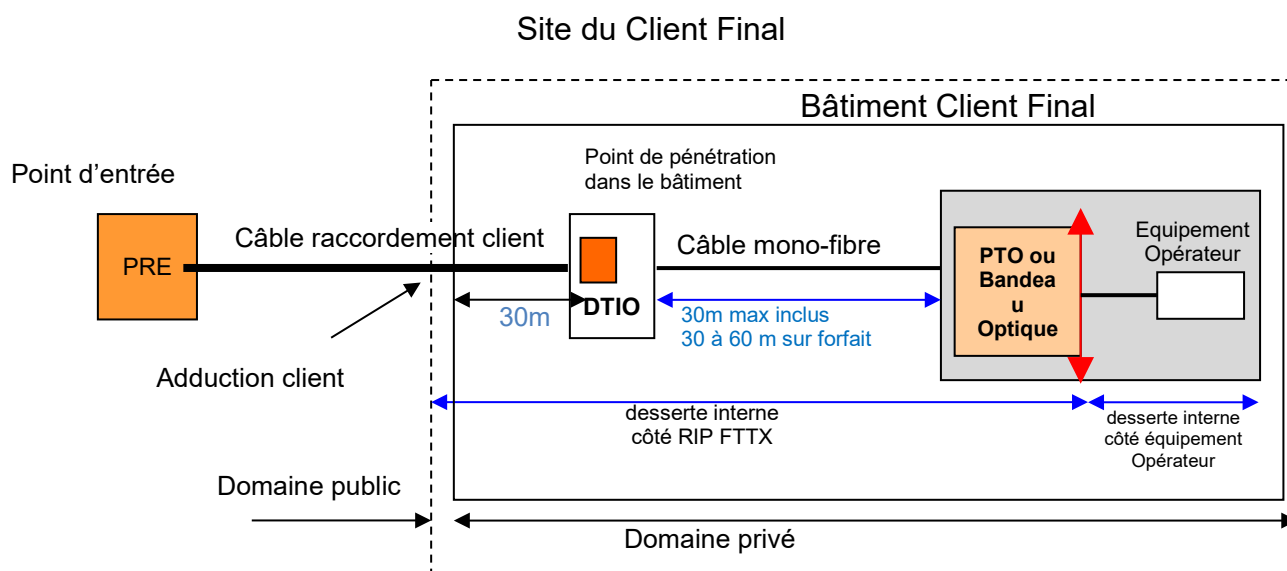 Site du Client Final
Bâtiment Client Final
Point d'entrée
Point de pénétration
dans le bâtiment
PRE
Câble raccordement client
30m
DTIO
Câble mono-fibre
30m max inclus
30 à 60 m sur forfait
PTO ou
Bandea
u
Optique
Equipement
Opérateur
Adduction client
desserte interne
côté RIP FTTX
desserte interne
côté équipement
Opérateur
Domaine public
Domaine privé